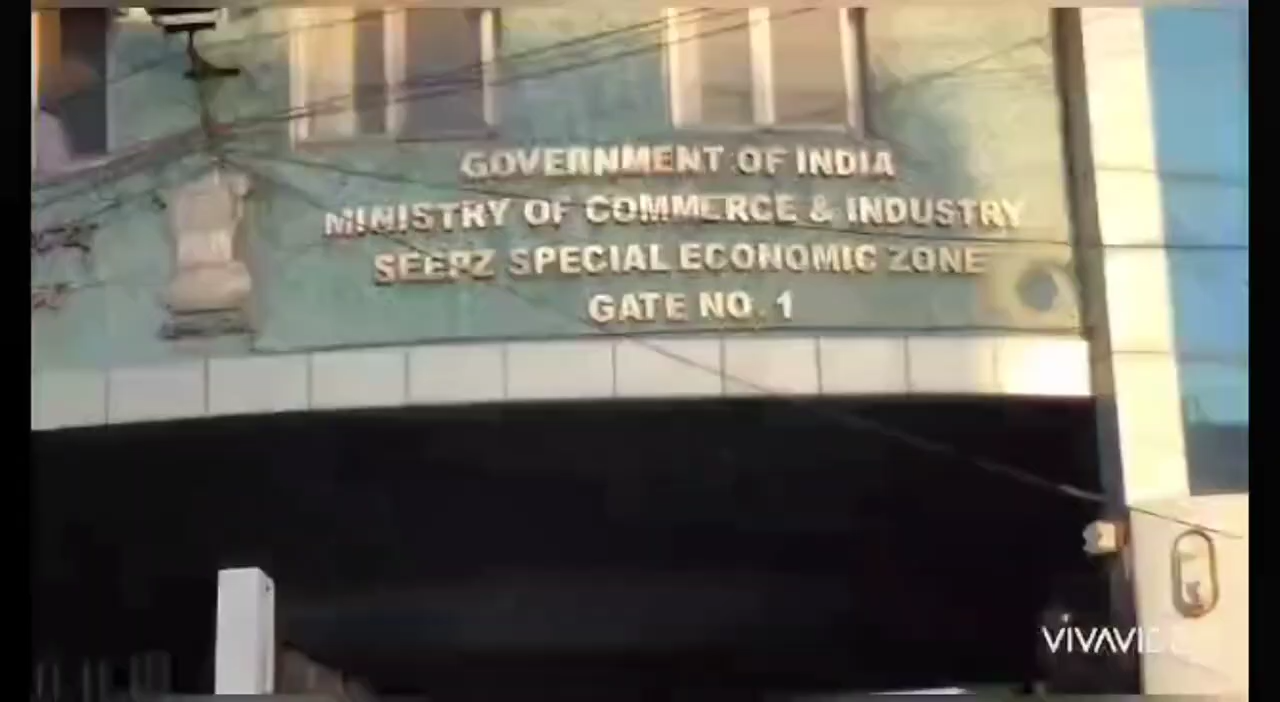 GOVERNMENT OF INDIA
MINISTRY OF COMMERCE & INDUSTRY
SEEPZ SPECIAL ECONOMIC ZONE
GATE NO. 1